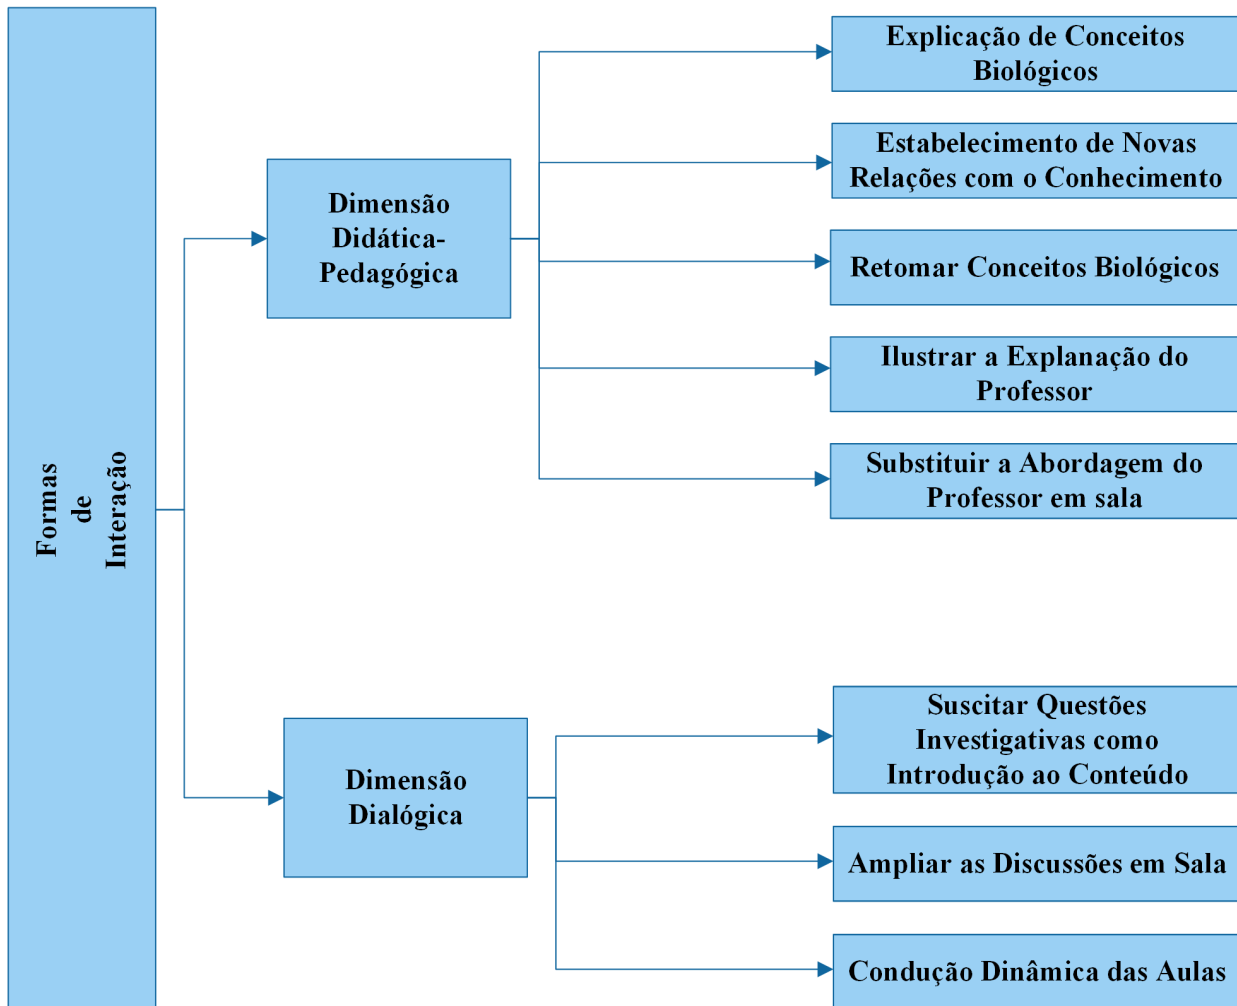 Formas
de
Interação
Dimensão
Didática-
Pedagógica
Explicação de Conceitos
Biológicos
Estabelecimento de Novas
Relações com o Conhecimento
Retomar Conceitos Biológicos
Ilustrar a Explanação do
Professor
Substituir a Abordagem do
Professor em sala
Dimensão
Dialógica
Suscitar Questões
Investigativas como
Introdução ao Conteúdo
Ampliar as Discussões em Sala
Condução Dinâmica das Aulas